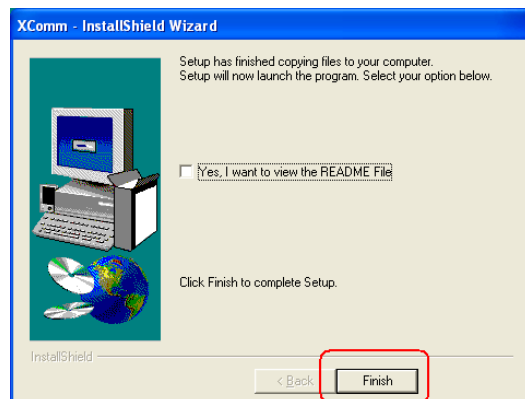 XComm - InstallShield Wizard
Setup has finished copying files to your computer.
Setup will now launch the program. Select your option below.
Yes, I want to view the README File
Click Finish to complete Setup.
InstallShield
< Back
Finish